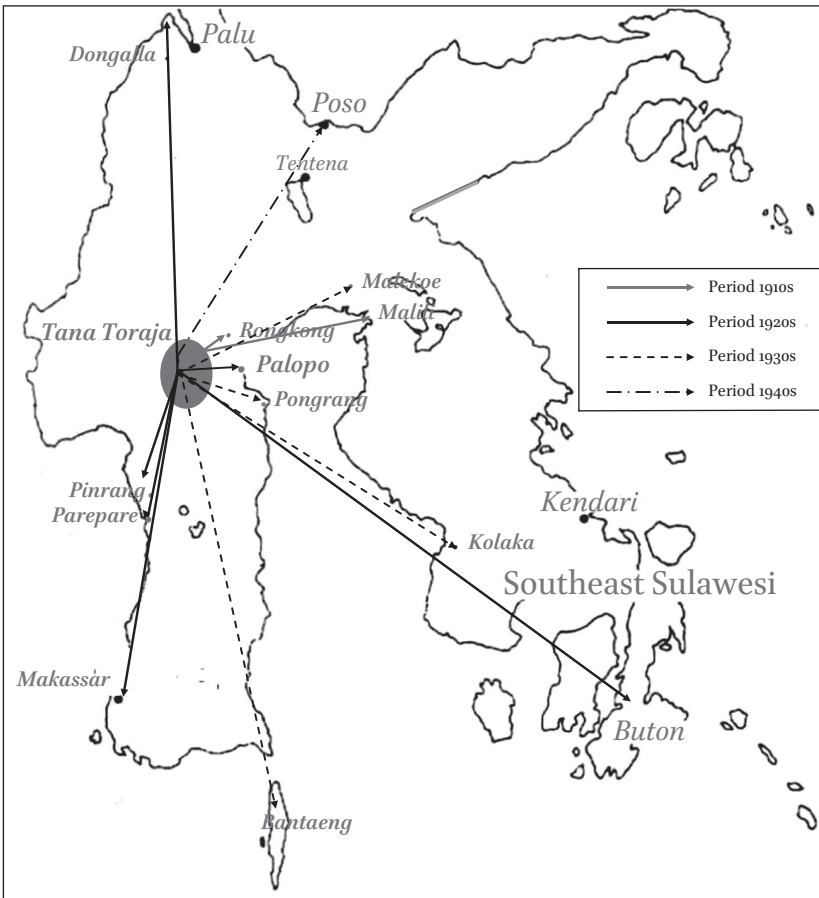 Palu
Dongalla
Poso
Tentena
Malekoe
Malili
Tana Toraja
Rongkong
Palopo
Pongrang
Period 1910s
Period 1920s
Period 1930s
Period 1940s
Pinrang
Parepare
Kendari
Kolaka
Southeast Sulawesi
Makassar
Buton
Bantaeng